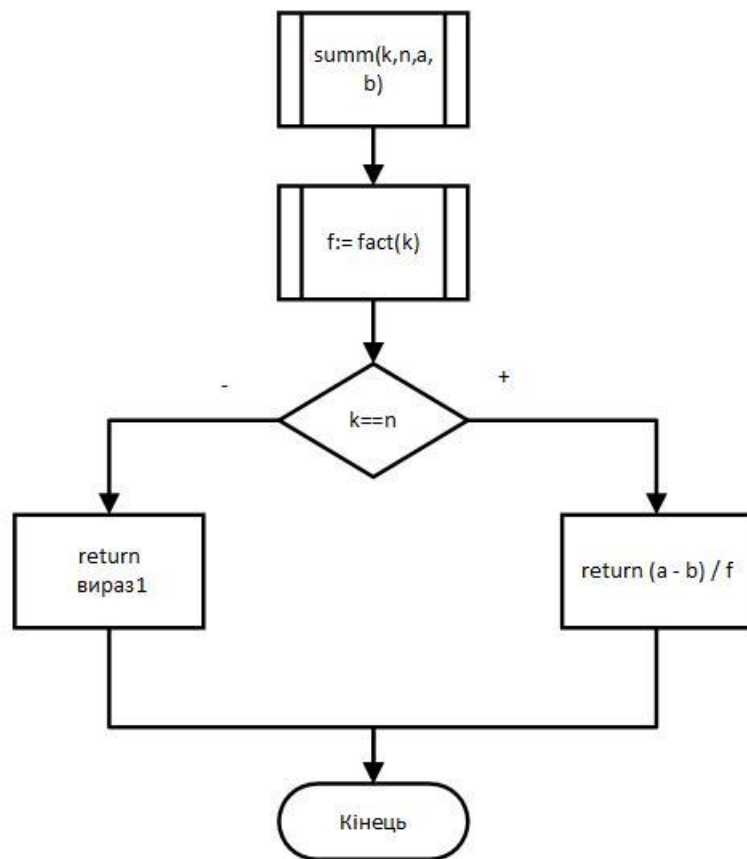 summ(k,n,a,
b)
f:= fact(k)
-
+
k==n
return
вираз1
return (a - b) / f
Кінець